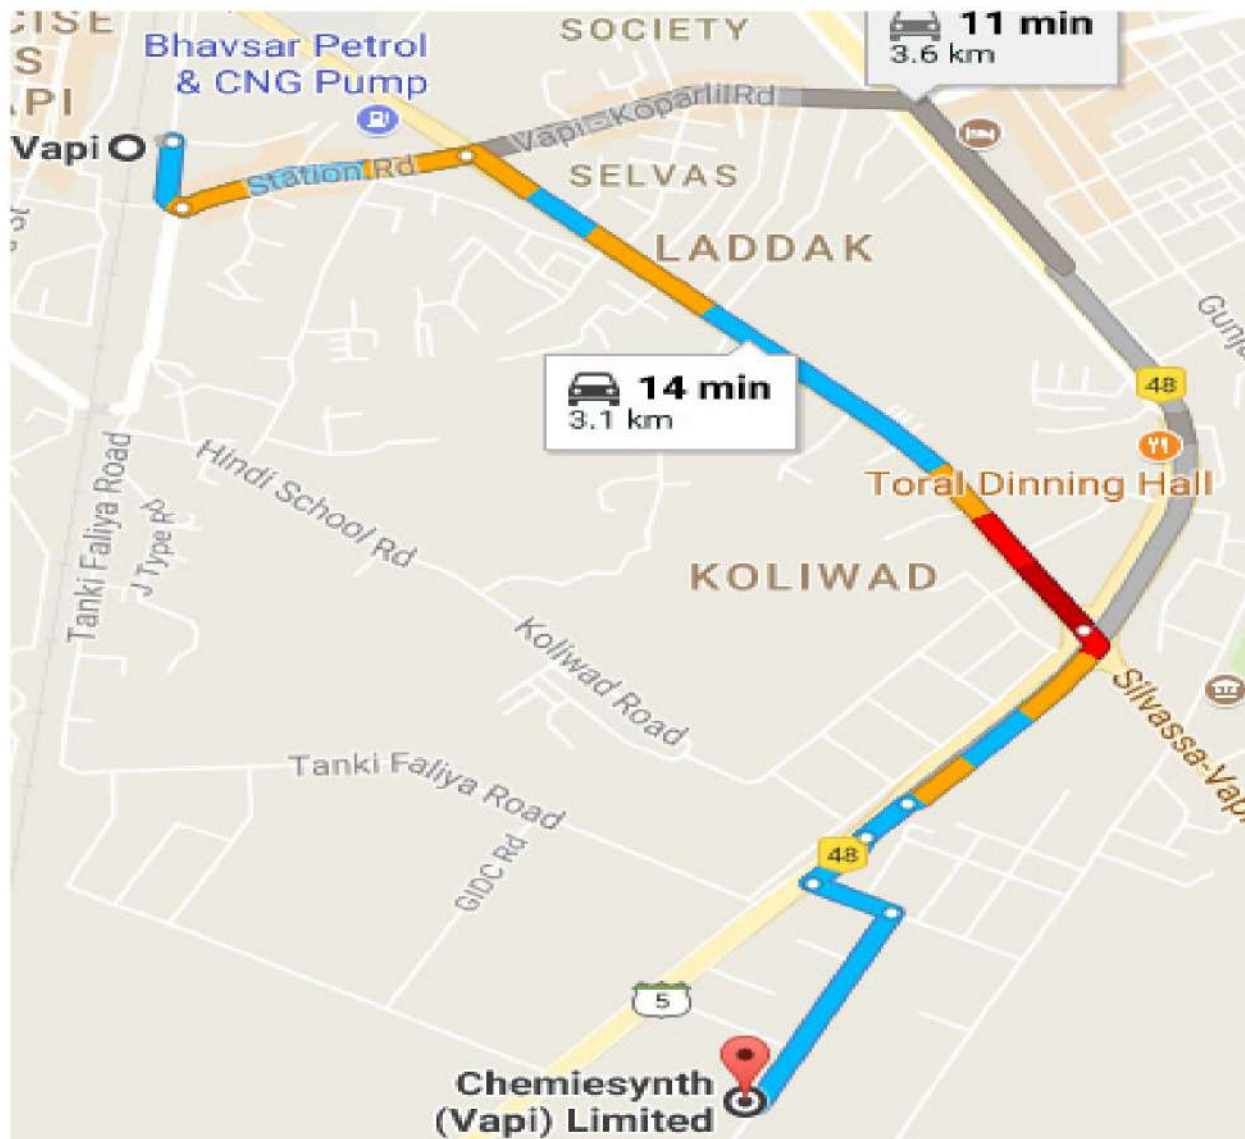 CISE
S
API
SOCIETY
11 min
3.6 km
Bhavsar Petrol
& CNG Pump
Vapi
Vapi - Koparli Rd
Station Rd
SELVAS
LADDAK
14 min
3.1 km
48
Toral Dinning Hall
Hindi School Rd
Tanki Faliya Road
J Type R
KOLIWAD
Koliwad Road
Silvassa-Vapi
Tanki Faliya Road
GIDC Rd
48
5
Chemiesynth
(Vapi) Limited